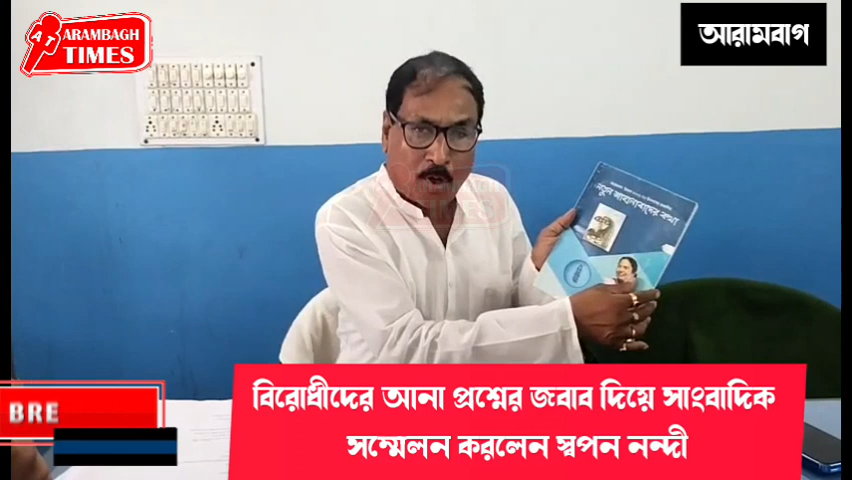 ARAMBAGH
TIMES
আরামবাগ
বিরোধীদের আনা প্রশ্নের জবাব দিয়ে সাংবাদিক
সম্মেলন করলেন স্বপন নন্দী
BRE